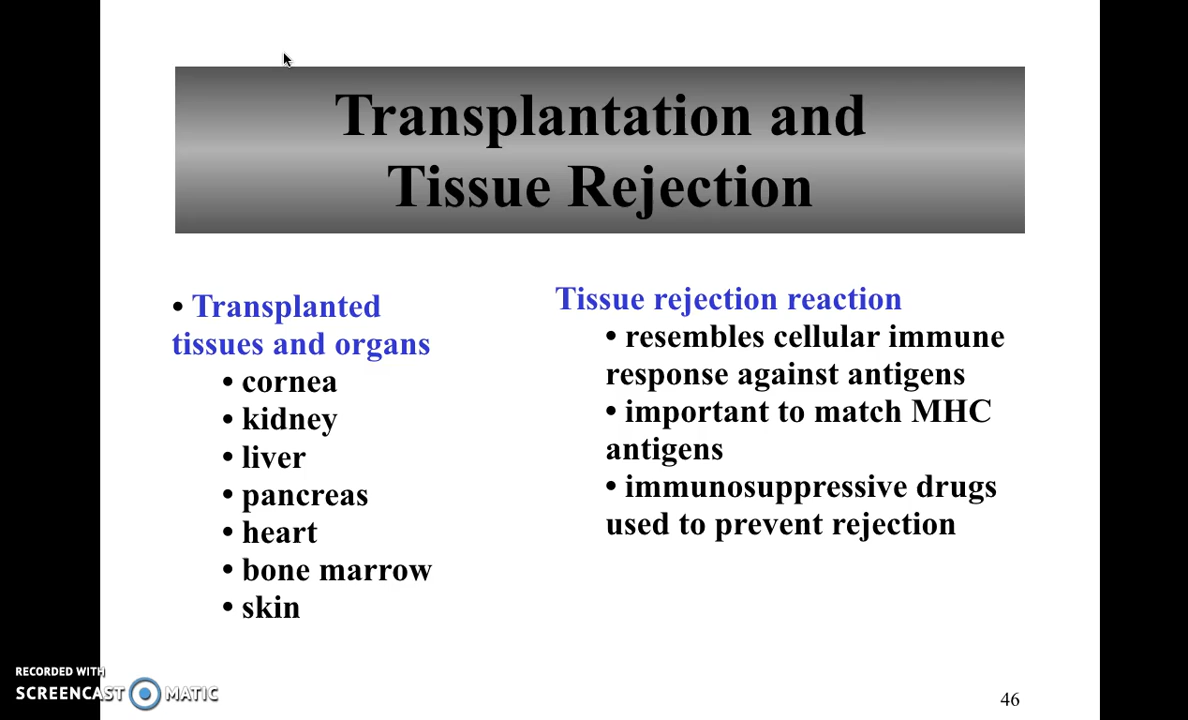 Transplantation and
Tissue Rejection
• Transplanted
tissues and organs
• cornea
• kidney
• liver
• pancreas
• heart
• bone marrow
• skin
Tissue rejection reaction
• resembles cellular immune
response against antigens
• important to match MHC
antigens
• immunosuppressive drugs
used to prevent rejection
RECORDED WITH
SCREENCAST MATIC
46